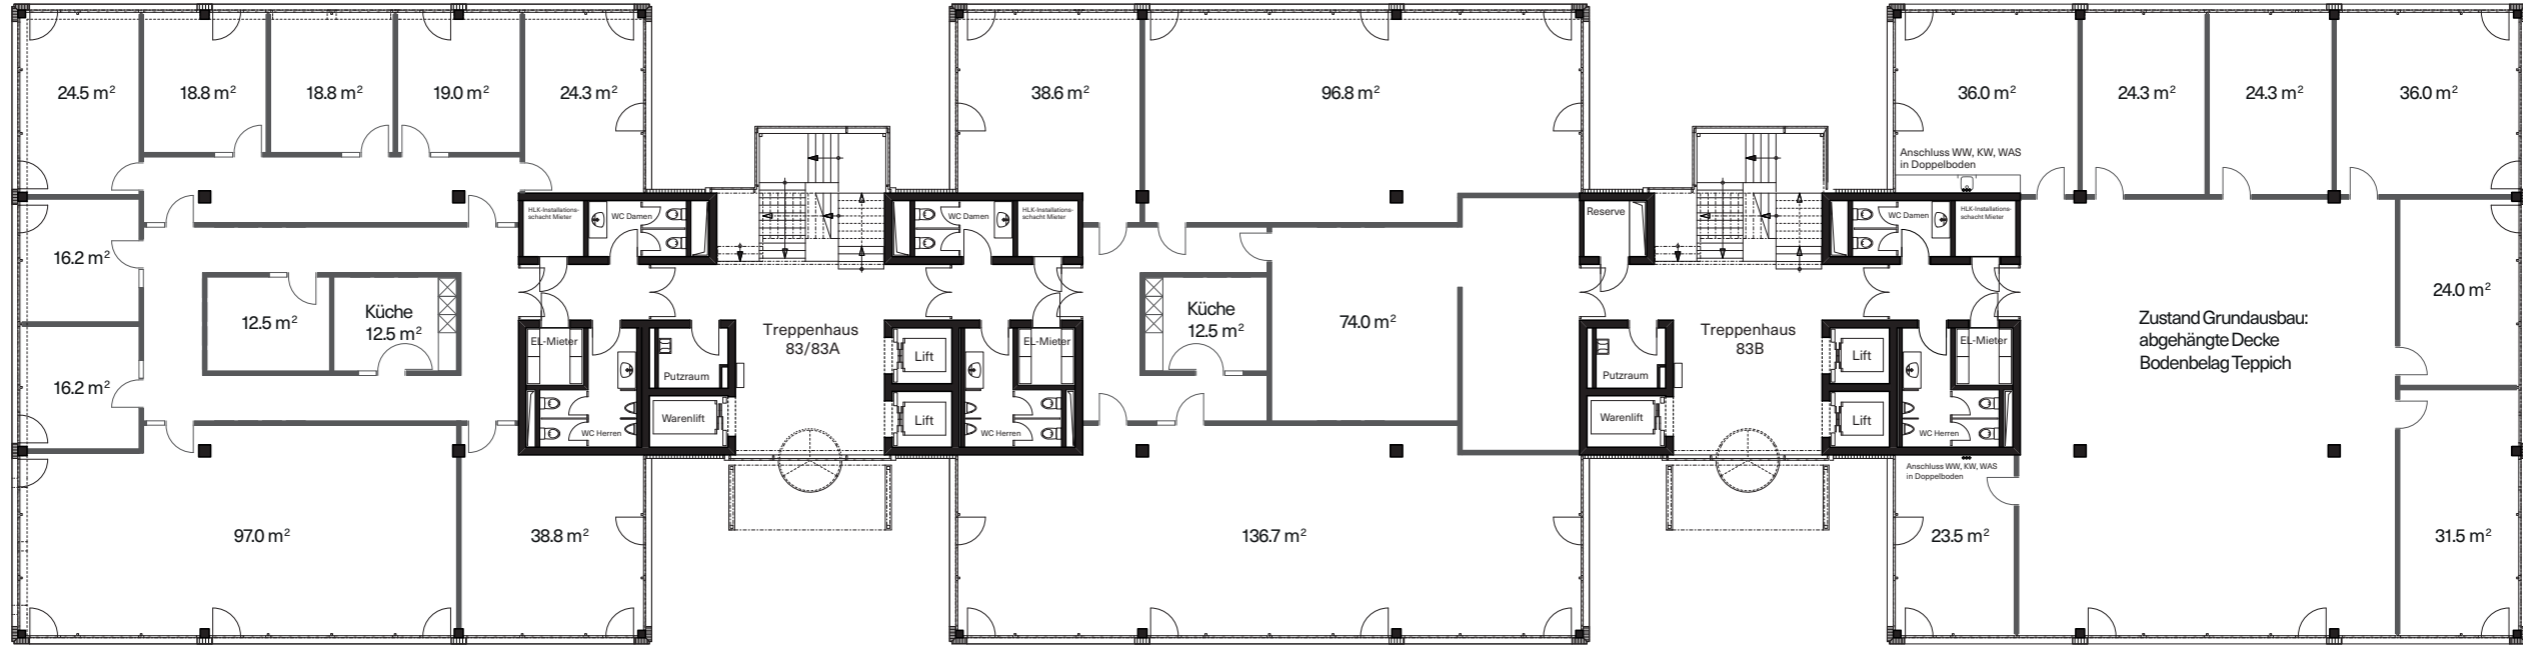 24.5 m²
18.8 m²
18.8 m²
19.0 m²
24.3 m²
38.6 m²
96.8 m²
36.0 m²
24.3 m²
24.3 m²
36.0 m²
Anschluss WW, KW, WAS
in Doppelboden
HLK-Installations-
schacht Mieter
WC Damen
WC Damen
HLK-Installations-
schacht Mieter
Reserve
WC Damen
HLK-Installations-
schacht Mieter
16.2 m²
12.5 m²
Küche
12.5 m²
16.2 m²
EL-Mieter
Putzraum
Warenlift
WC Herren
Treppenhaus
83/83A
Lift
Lift
EL-Mieter
WC Herren
Küche
12.5 m²
74.0 m²
Putzraum
Warenlift
Treppenhaus
83B
Lift
Lift
EL-Mieter
WC Herren
Zustand Grundausbau:
abgehängte Decke
Bodenbelag Teppich
24.0 m²
Anschluss WW, KW, WAS
in Doppelboden
97.0 m²
38.8 m²
136.7 m²
23.5 m²
31.5 m²